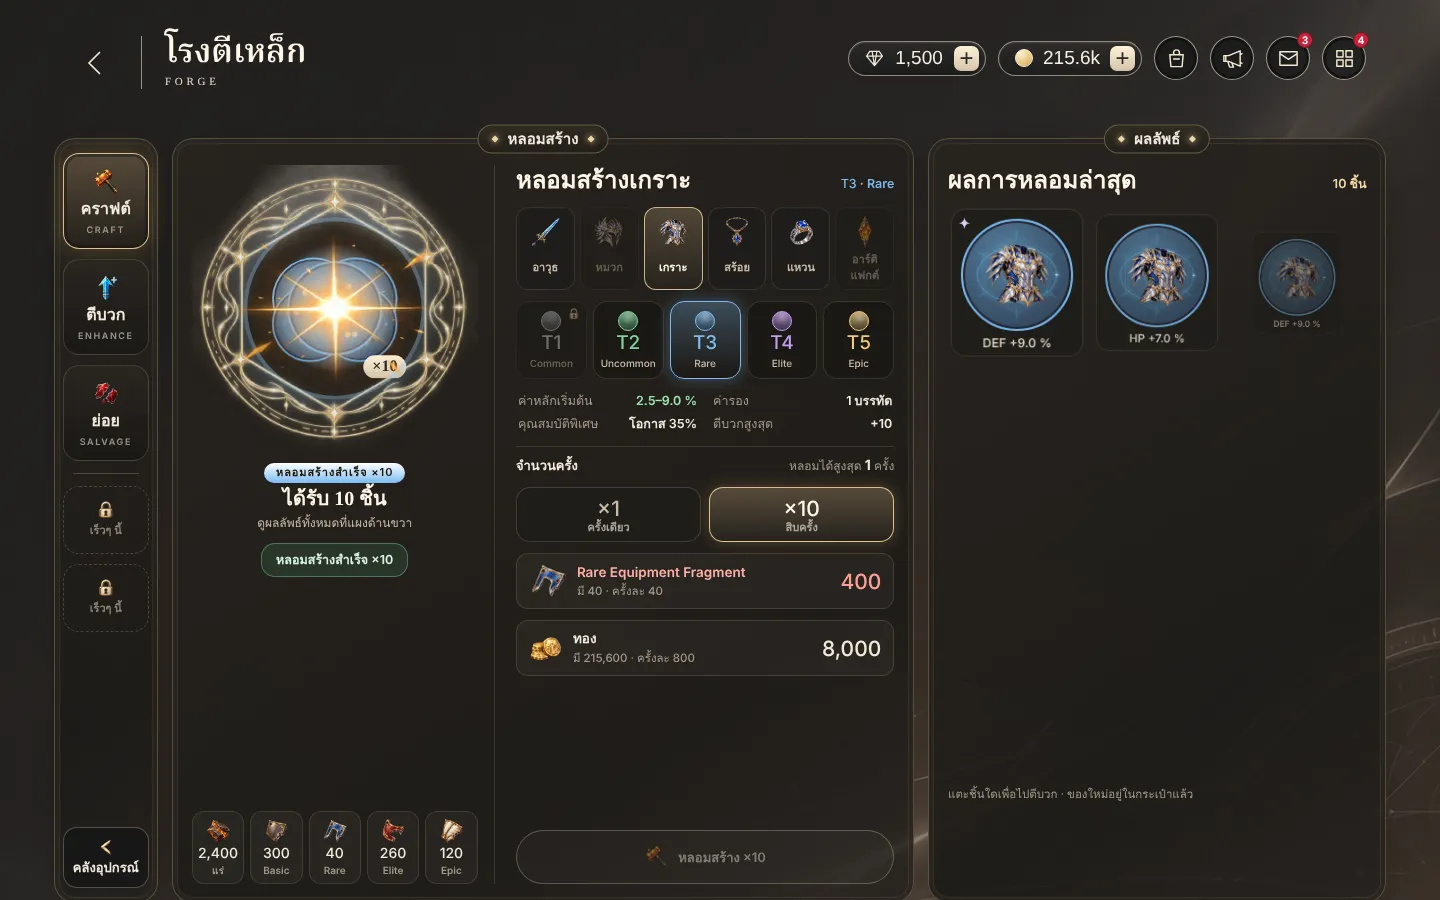 โรงตีเหล็ก
FORGE
1,500
215.6k
3
4
คราฟต์
CRAFT
ตีบวก
ENHANCE
ย่อย
SALVAGE
เร็วๆ นี้
เร็วๆ นี้
คลังอุปกรณ์
หลอมสร้าง
×10
หลอมสร้างสำเร็จ ×10
ได้รับ 10 ชิ้น
ดูผลลัพธ์ทั้งหมดที่แผงด้านขวา
หลอมสร้างสำเร็จ ×10
2,400
แร่
300
Basic
40
Rare
260
Elite
120
Epic
หลอมสร้างเกราะ
T3 · Rare
อาวุธ
หมวก
เกราะ
สร้อย
แหวน
อาร์ติ
แฟกต์
T1
Common
T2
Uncommon
T3
Rare
T4
Elite
T5
Epic
ค่าหลักเริ่มต้น 2.5–9.0 % ค่ารอง 1 บรรทัด
คุณสมบัติพิเศษ โอกาส 35% ตีบวกสูงสุด +10
จำนวนครั้ง หลอมได้สูงสุด 1 ครั้ง
×1
ครั้งเดียว
×10
สิบครั้ง
Rare Equipment Fragment
มี 40 · ครั้งละ 40
400
ทอง
มี 215,600 · ครั้งละ 800
8,000
หลอมสร้าง ×10
ผลลัพธ์
ผลการหลอมล่าสุด
10 ชิ้น
DEF +9.0 %
HP +7.0 %
DEF +9.0 %
แตะชิ้นใดเพื่อไปตีบวก · ของใหม่อยู่ในกระเป๋าแล้ว